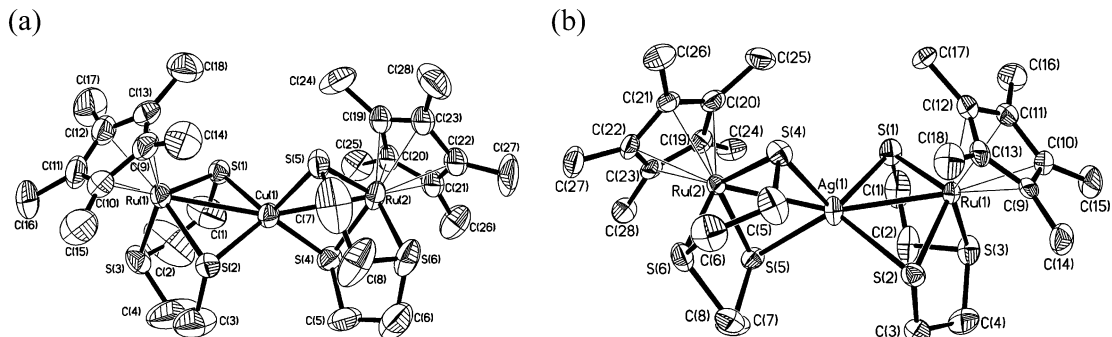 (a)
(b)
C(18)
C(17)
C(13)
C(12)
C(14)
C(11)
C(9)
C(10)
Ru(1)
C(16)
C(15)
S(1)
C(1)
S(3)
C(2)
S(2)
C(4)
C(3)
Cu(1)
C(24)
C(28)
C(19)
C(23)
S(5)
C(25)
C(20)
C(22)
C(27)
C(21)
Ru(2)
C(7)
C(26)
S(4)
C(8)
S(6)
C(5)
C(6)
C(26)
C(25)
C(21)
C(20)
C(22)
C(19)
C(24)
S(4)
C(27)
C(23)
Ru(2)
C(28)
C(5)
C(6)
S(6)
S(5)
C(8)
C(7)
Ag(1)
C(17)
C(16)
C(12)
C(11)
S(1)
C(18)
C(13)
C(10)
C(1)
Ru(1)
C(9)
C(15)
C(2)
S(3)
C(14)
S(2)
C(3)
C(4)